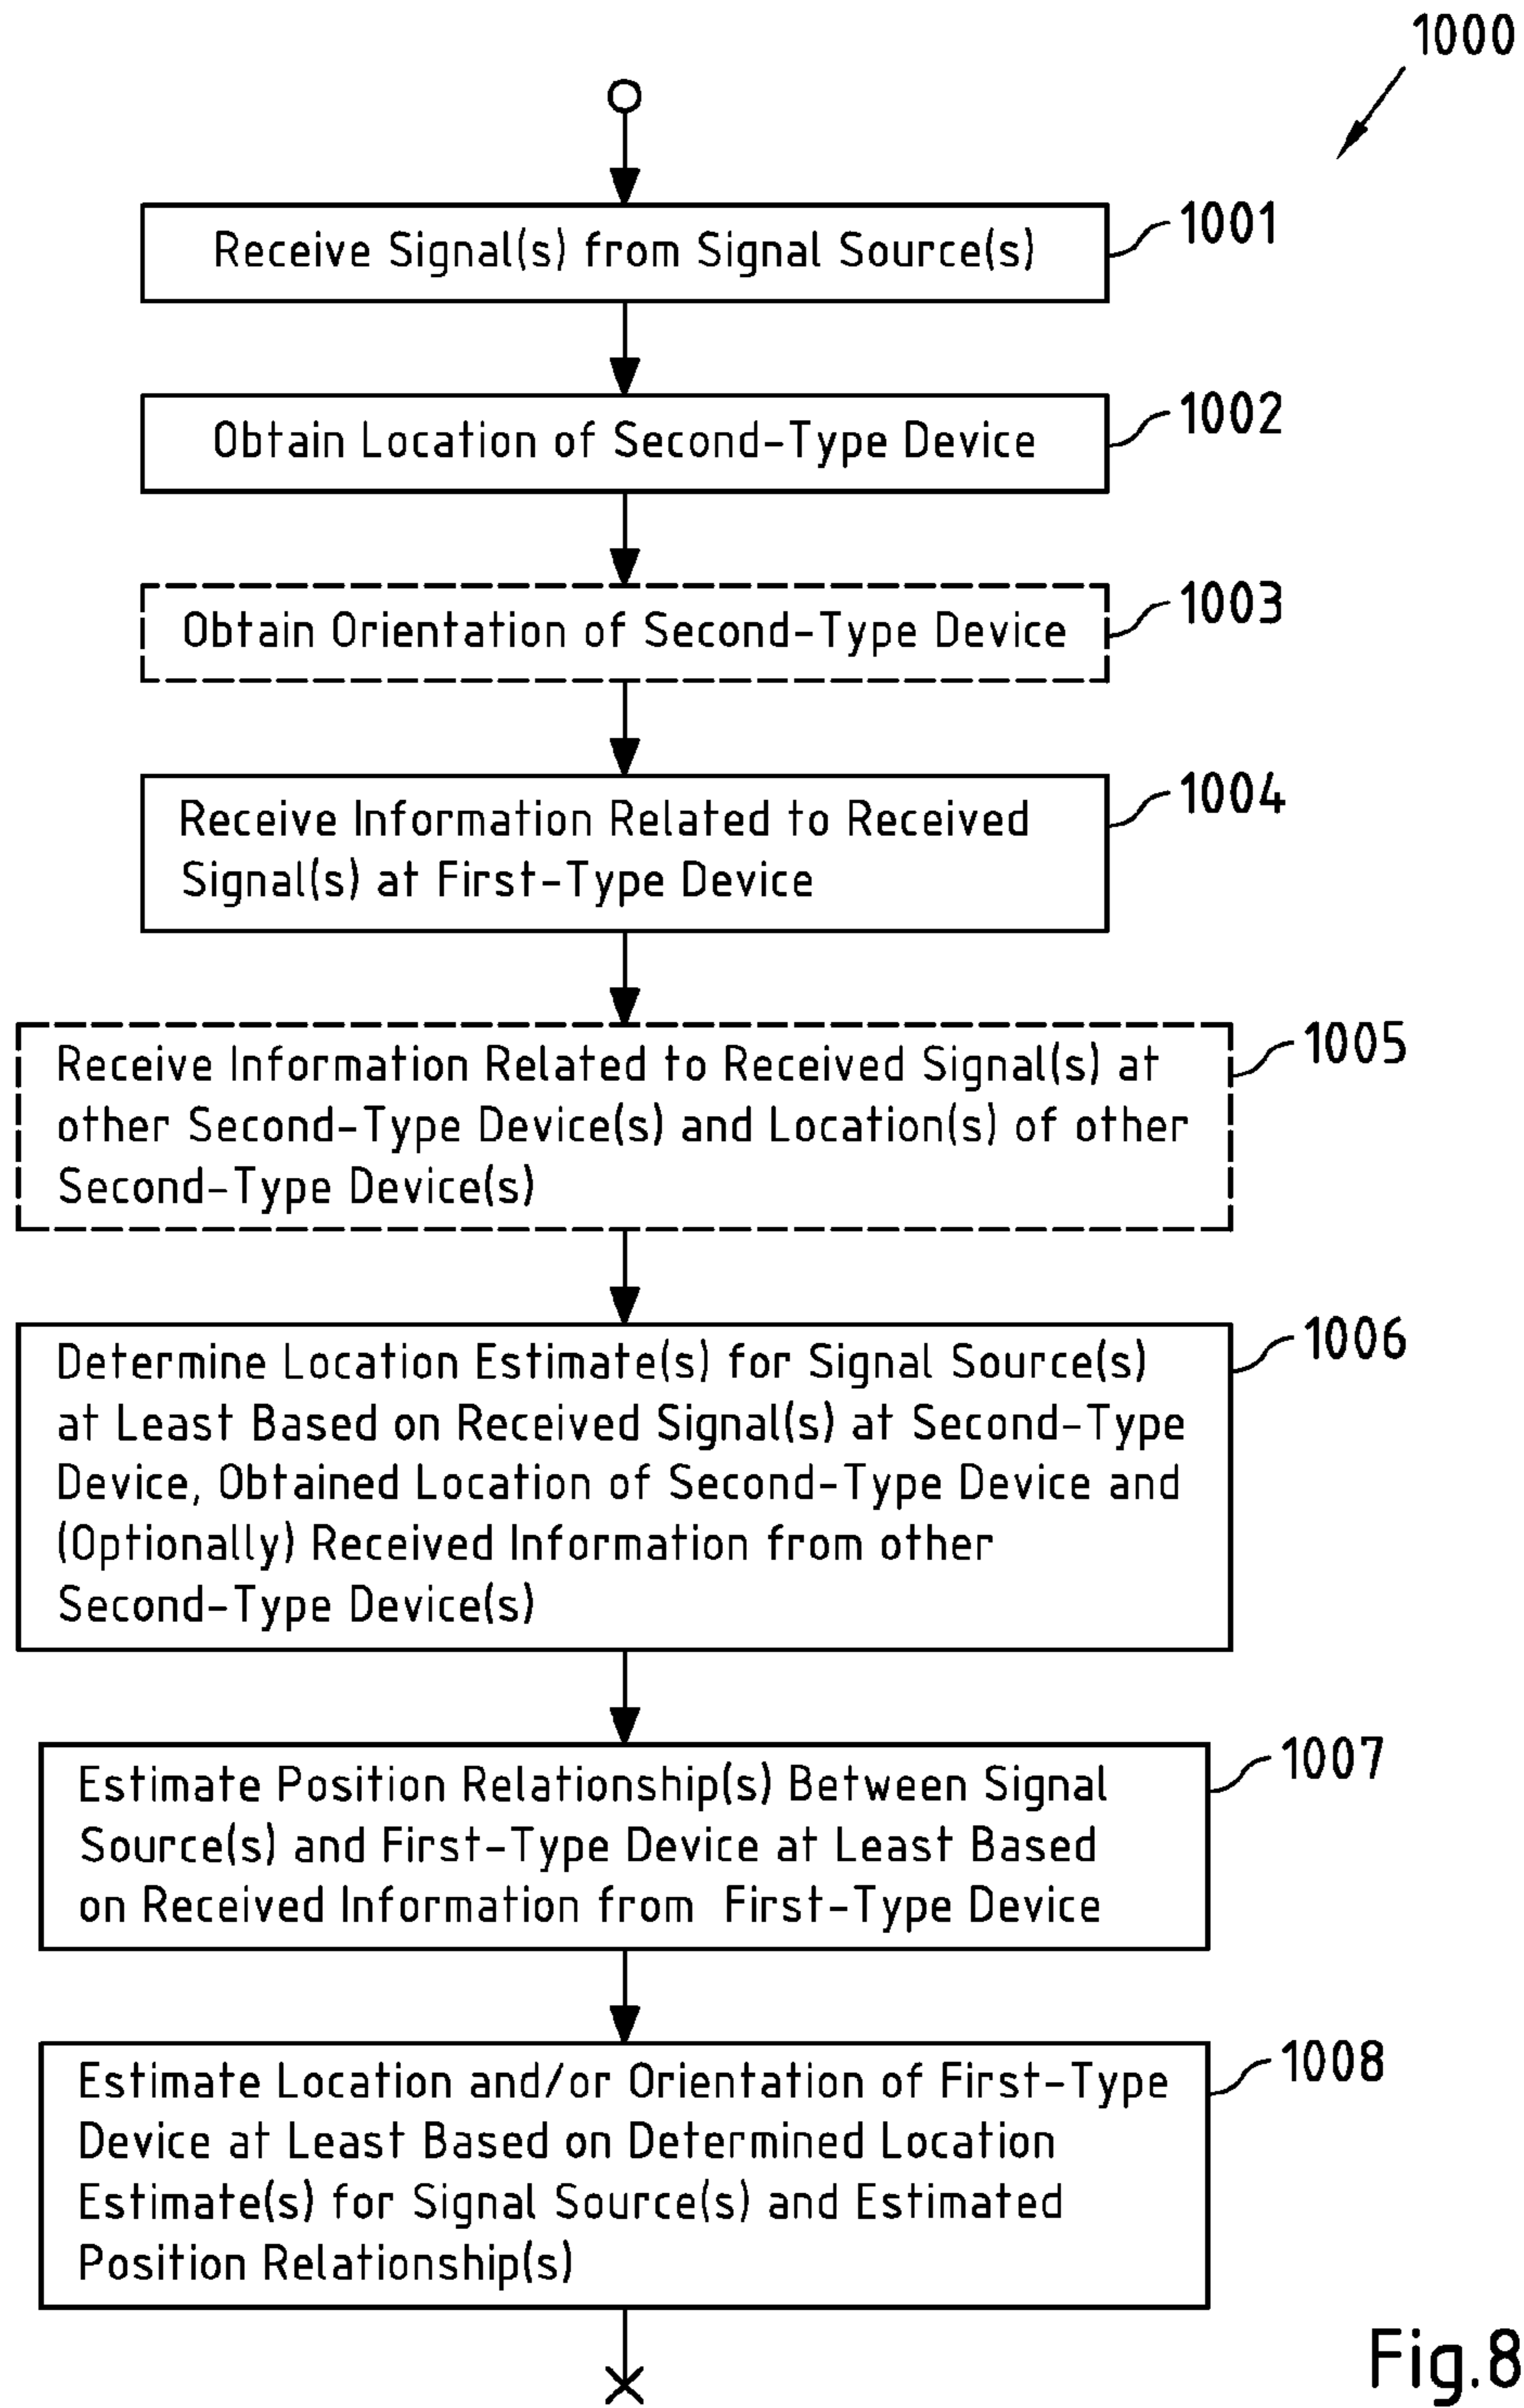 1000
Receive Signal(s) from Signal Source(s)
1001
Obtain Location of Second-Type Device
1002
Obtain Orientation of Second-Type Device
1003
Receive Information Related to Received
Signal(s) at First-Type Device
1004
Receive Information Related to Received Signal(s) at
other Second-Type Device(s) and Location(s) of other
Second-Type Device(s)
1005
Determine Location Estimate(s) for Signal Source(s)
at Least Based on Received Signal(s) at Second-Type
Device, Obtained Location of Second-Type Device and
(Optionally) Received Information from other
Second-Type Device(s)
1006
Estimate Position Relationship(s) Between Signal
Source(s) and First-Type Device at Least Based
on Received Information from First-Type Device
1007
Estimate Location and/or Orientation of First-Type
Device at Least Based on Determined Location
Estimate(s) for Signal Source(s) and Estimated
Position Relationship(s)
1008
Fig.8